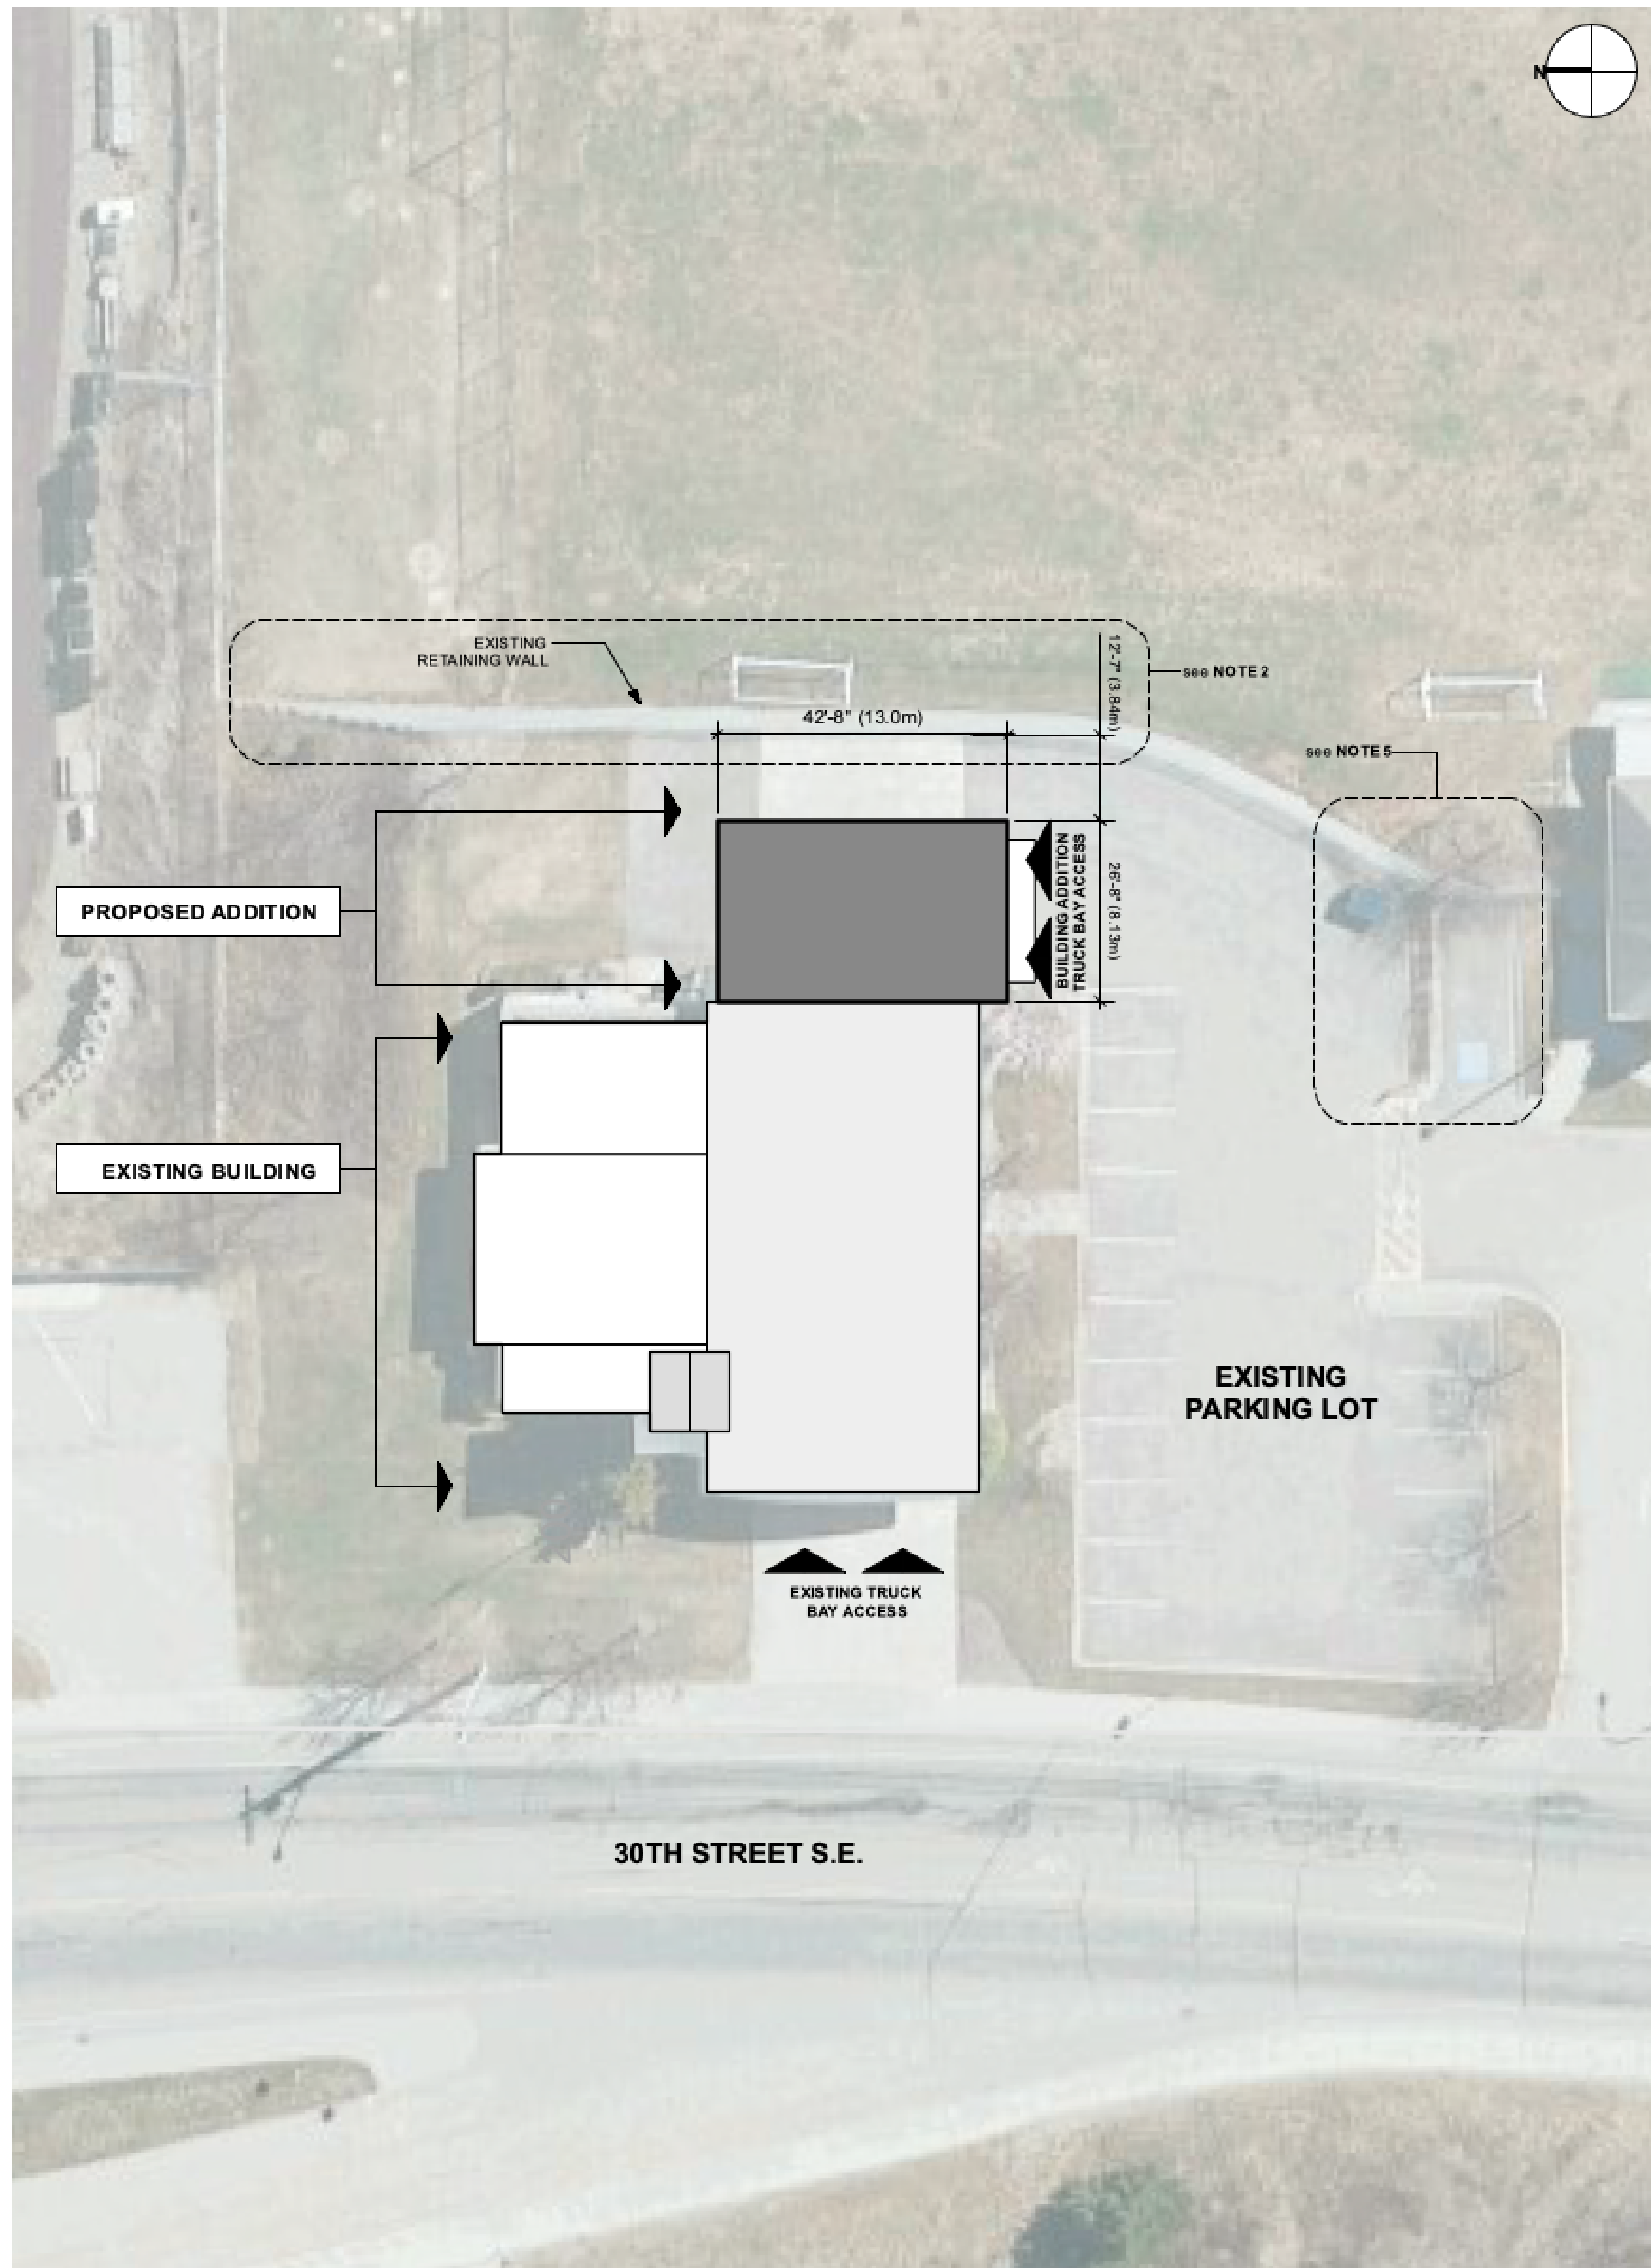 N
EXISTING
RETAINING WALL
12'-7" (3.84m)
see NOTE 2
42'-8" (13.0m)
see NOTE 5
BUILDING ADDITION
TRUCK BAY ACCESS
26'-8" (8.13m)
PROPOSED ADDITION
EXISTING BUILDING
EXISTING
PARKING LOT
EXISTING TRUCK
BAY ACCESS
30TH STREET S.E.